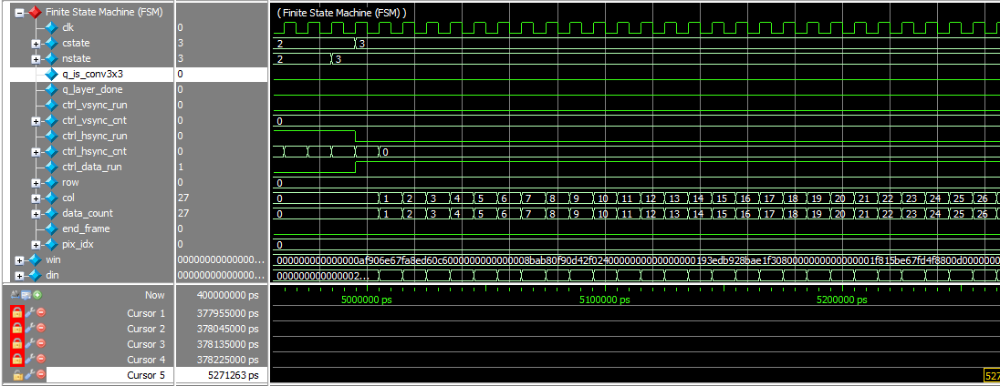 Finite State Machine (FSM) ( Finite State Machine (FSM) )
clk 0
cstate 3 2 3
nstate 3 2 3
q_is_conv3x3 0
q_layer_done 0
ctrl_vsync_run 0
ctrl_vsync_cnt 0 0
ctrl_hsync_run 0
ctrl_hsync_cnt 0 0
ctrl_data_run 1
row 0 0
col 27 0 1 2 3 4 5 6 7 8 9 10 11 12 13 14 15 16 17 18 19 20 21 22 23 24 25 26
data_count 27 0 1 2 3 4 5 6 7 8 9 10 11 12 13 14 15 16 17 18 19 20 21 22 23 24 25 26
end_frame 0
pix_idx 0 0
win 00000000000000...
din 00000000000000... 000000000000002...
Now 400000000 ps 5000000 ps 5100000 ps 5200000 ps
Cursor 1 377955000 ps
Cursor 2 378045000 ps
Cursor 3 378135000 ps
Cursor 4 378225000 ps
Cursor 5 5271263 ps 527